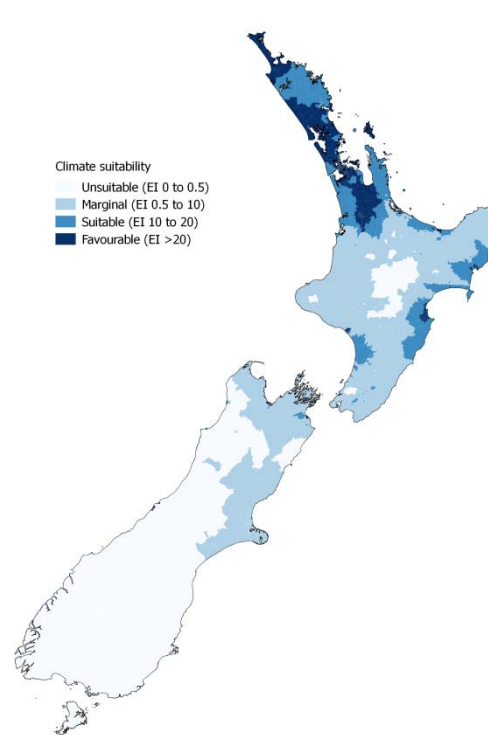 Climate suitability
Unsuitable (EI 0 to 0.5)
Marginal (EI 0.5 to 10)
Suitable (EI 10 to 20)
Favourable (EI >20)